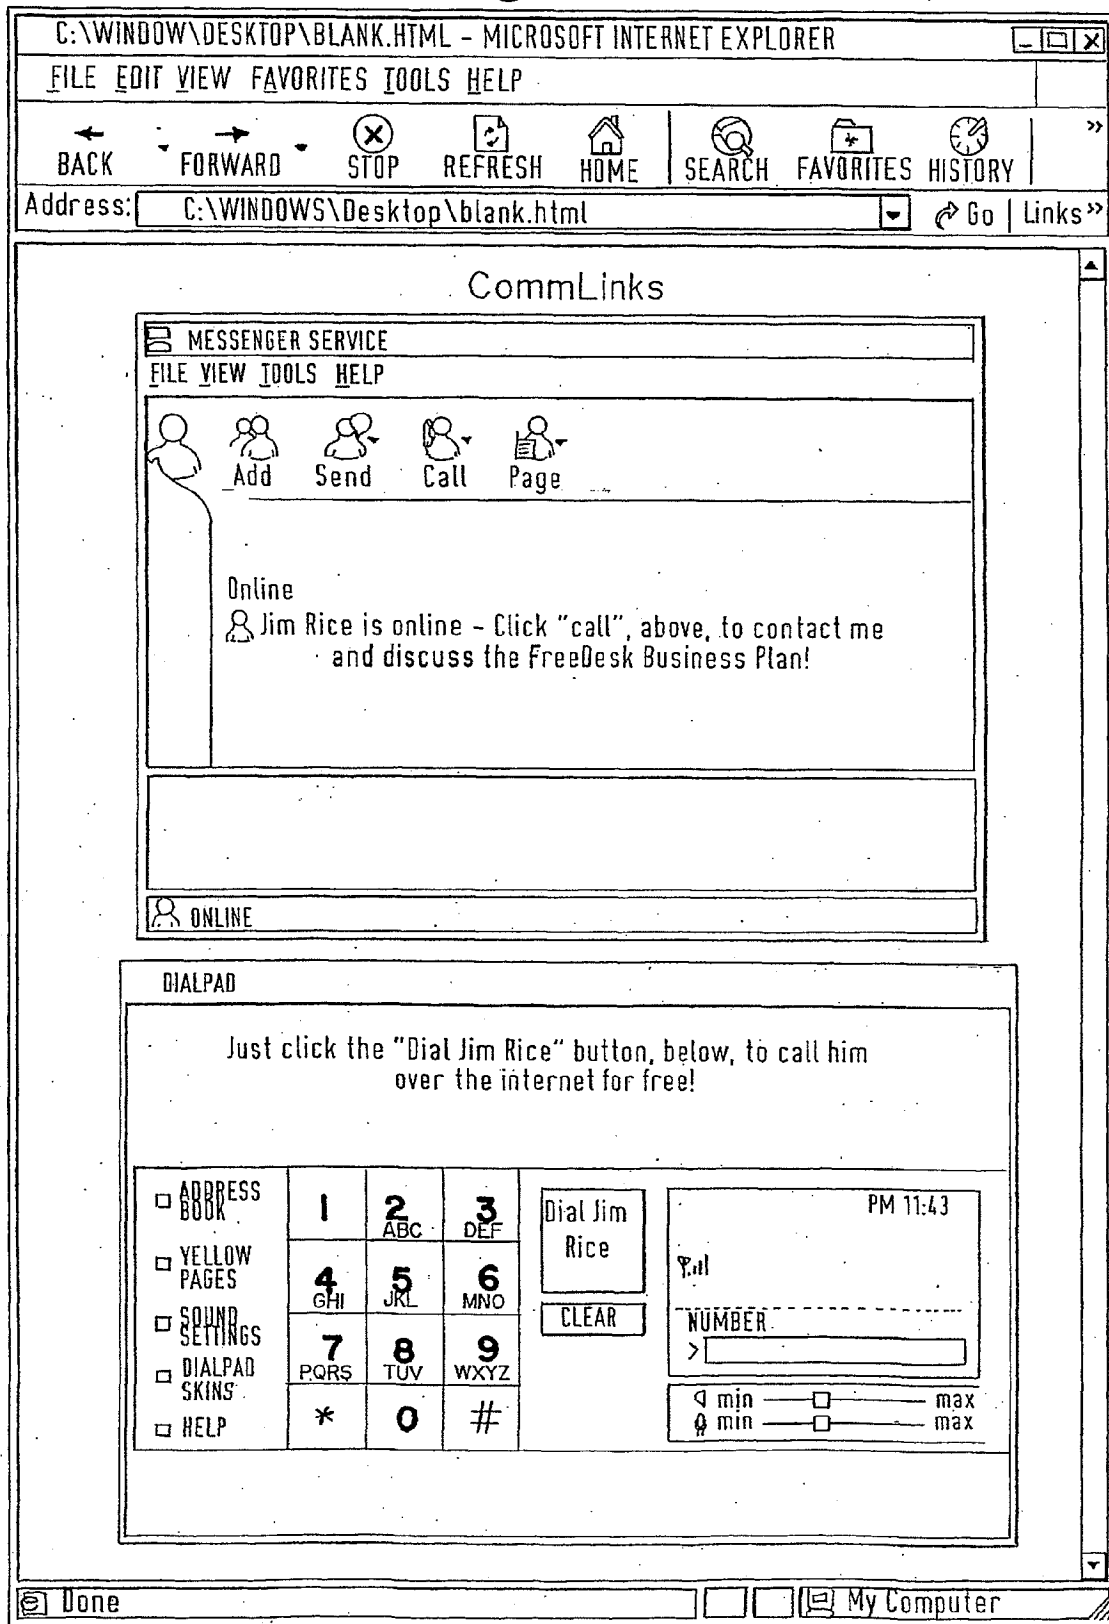 C:\WINDOW\DESKTOP\BLANK.HTML - MICROSOFT INTERNET EXPLORER
FILE EDIT VIEW FAVORITES TOOLS HELP
BACK FORWARD STOP REFRESH HOME SEARCH FAVORITES HISTORY »
Address: C:\WINDOWS\Desktop\blank.html Go Links »
CommLinks
MESSENGER SERVICE
FILE VIEW TOOLS HELP
Add Send Call Page
Online
Jim Rice is online - Click "call", above, to contact me
and discuss the FreeDesk Business Plan!
ONLINE
DIALPAD
Just click the "Dial Jim Rice" button, below, to call him
over the internet for free!
ADDRESS
BOOK
YELLOW
PAGES
SOUND
SETTINGS
DIALPAD
SKINS
HELP
1 2 3
ABC DEF
4 5 6
GHI JKL MNO
7 8 9
PQRS TUV WXYZ
* 0 #
Dial Jim
Rice
CLEAR
PM 11:43
NUMBER
>
min max
min max
Done My Computer